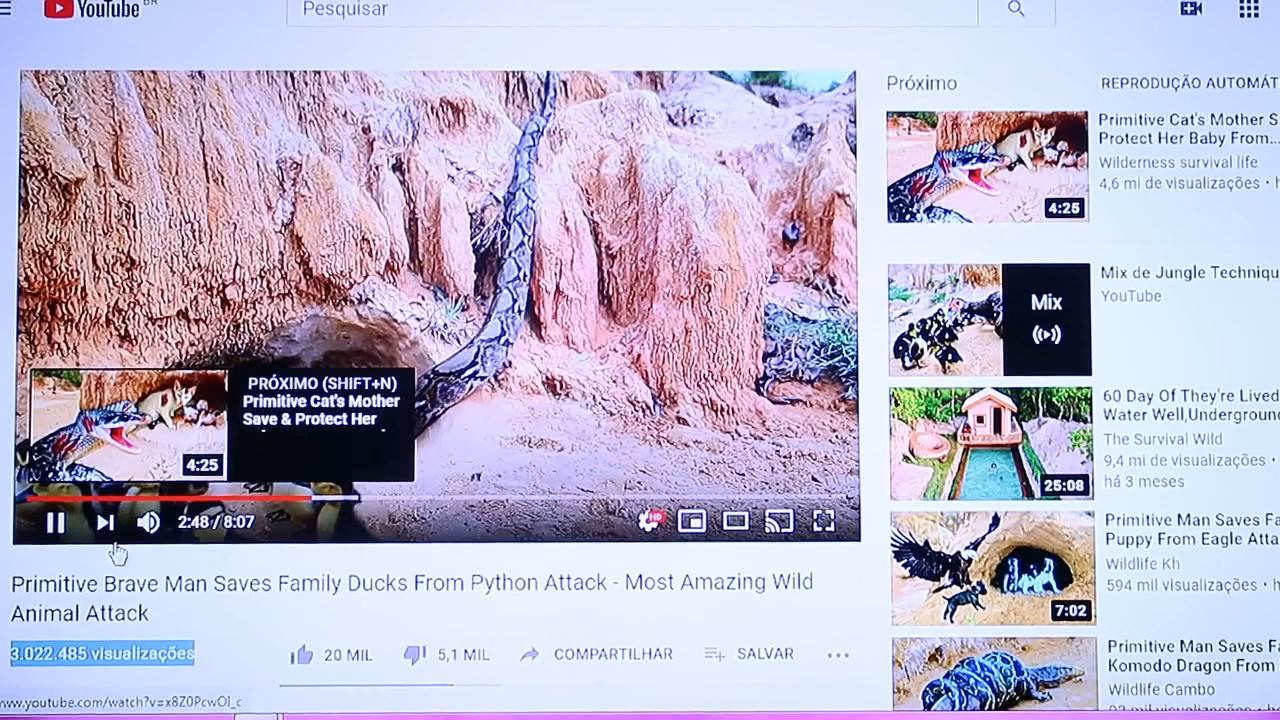 YouTube BR
Pesquisar
PRÓXIMO (SHIFT+N)
Primitive Cat's Mother
Save & Protect Her
4:25
2:48 / 8:07
HD
Primitive Brave Man Saves Family Ducks From Python Attack - Most Amazing Wild
Animal Attack
3.022.485 visualizações
20 MIL
5,1 MIL
COMPARTILHAR
SALVAR
www.youtube.com/watch?v=x8Z0PcwOl_c
Próximo
REPRODUÇÃO AUTOMÁT
4:25
Primitive Cat's Mother S
Protect Her Baby From...
Wilderness survival life
4,6 mi de visualizações • h
Mix
Mix de Jungle Techniqu
YouTube
25:08
60 Day Of They're Lived
Water Well,Underground
The Survival Wild
9,4 mi de visualizações •
há 3 meses
7:02
Primitive Man Saves Fa
Puppy From Eagle Atta
Wildlife Kh
594 mil visualizações • h
Primitive Man Saves Fa
Komodo Dragon From
Wildlife Cambo